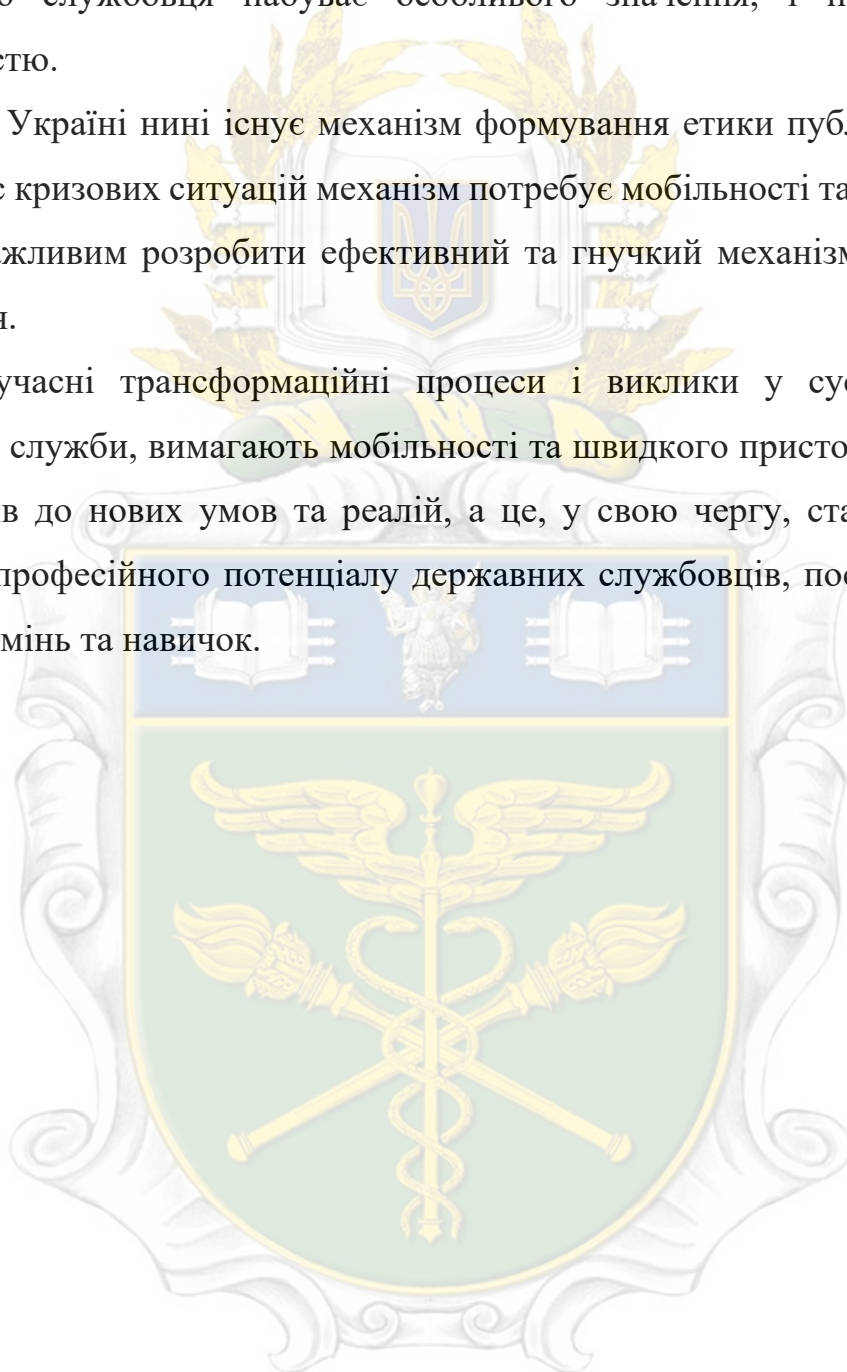 службовця набуває особливого значення, і
стю.
Україні нині існує механізм формування етики пуб
кризових ситуацій механізм потребує мобільності та
ажливим розробити ефективний та гнучкий механізм
я.
учасні трансформаційні процеси і виклики у сус
служби, вимагають мобільності та швидкого присто
ів до нових умов та реалій, а це, у свою чергу, ста
професійного потенціалу державних службовців, пос
мінь та навичок.